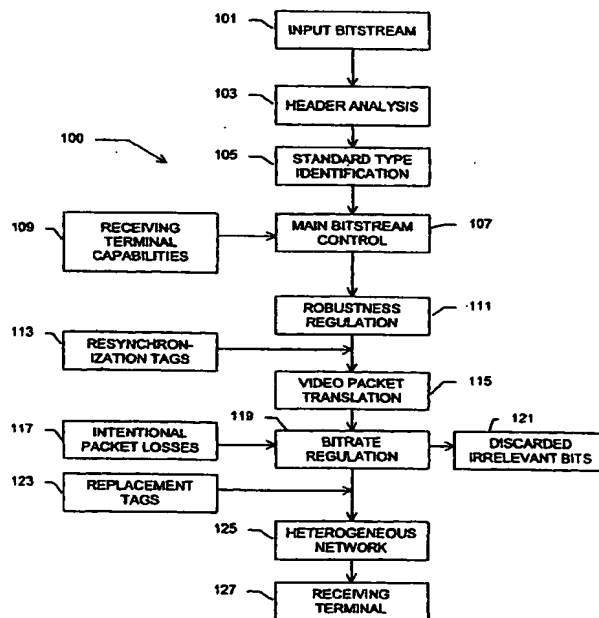 101
INPUT BITSTREAM
103
HEADER ANALYSIS
100
105
STANDARD TYPE
IDENTIFICATION
109
RECEIVING
TERMINAL
CAPABILITIES
MAIN BITSTREAM
CONTROL
107
ROBUSTNESS
REGULATION
111
113
RESYNCHRON-
IZATION TAGS
VIDEO PACKET
TRANSLATION
115
117
INTENTIONAL
PACKET LOSSES
119
BITRATE
REGULATION
121
DISCARDED
IRRELEVANT BITS
123
REPLACEMENT
TAGS
125
HETEROGENEOUS
NETWORK
127
RECEIVING
TERMINAL